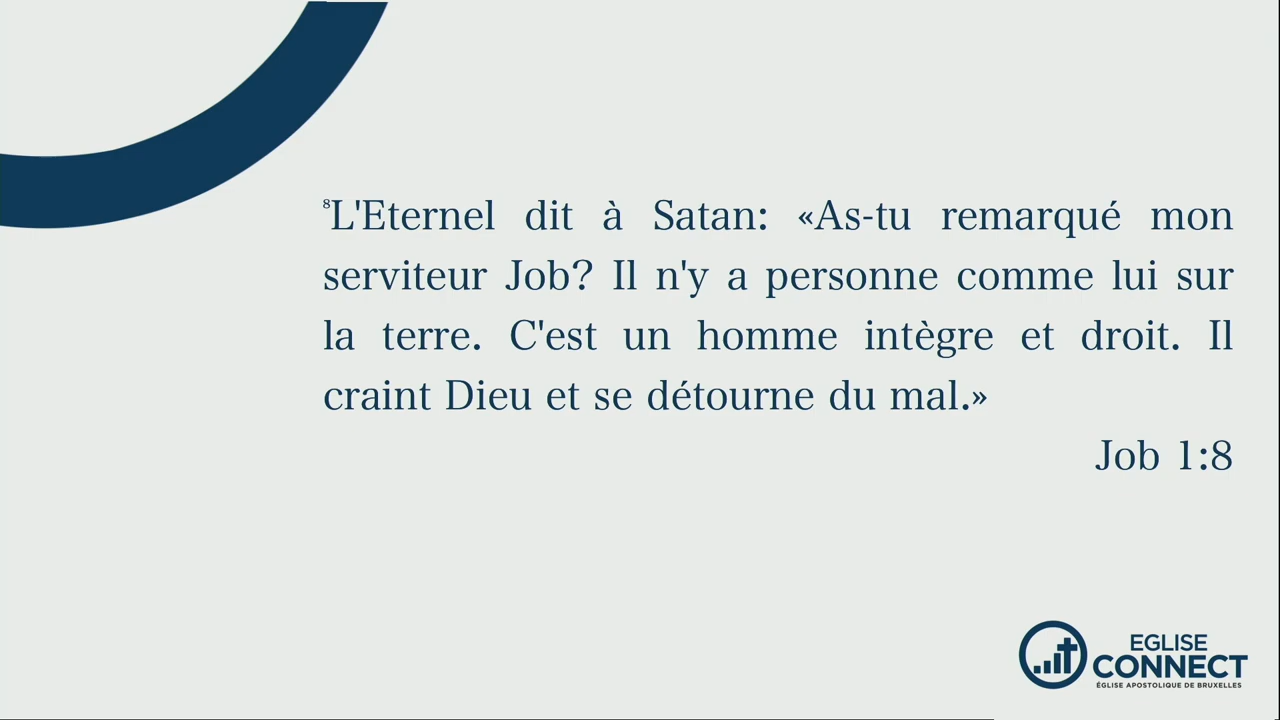 ⁸L'Eternel dit à Satan: «As-tu remarqué mon
serviteur Job? Il n'y a personne comme lui sur
la terre. C'est un homme intègre et droit. Il
craint Dieu et se détourne du mal.»
Job 1:8
EGLISE
CONNECT
ÉGLISE APOSTOLIQUE DE BRUXELLES